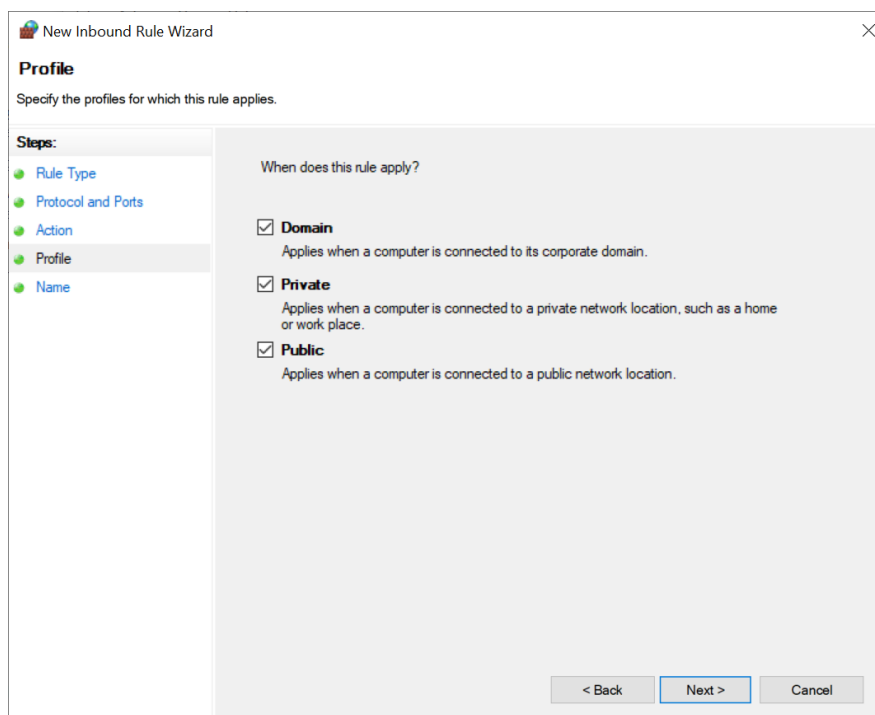 New Inbound Rule Wizard
Profile
Specify the profiles for which this rule applies.
Steps:
Rule Type
Protocol and Ports
Action
Profile
Name
When does this rule apply?
Domain
Applies when a computer is connected to its corporate domain.
Private
Applies when a computer is connected to a private network location, such as a home
or work place.
Public
Applies when a computer is connected to a public network location.
< Back
Next >
Cancel